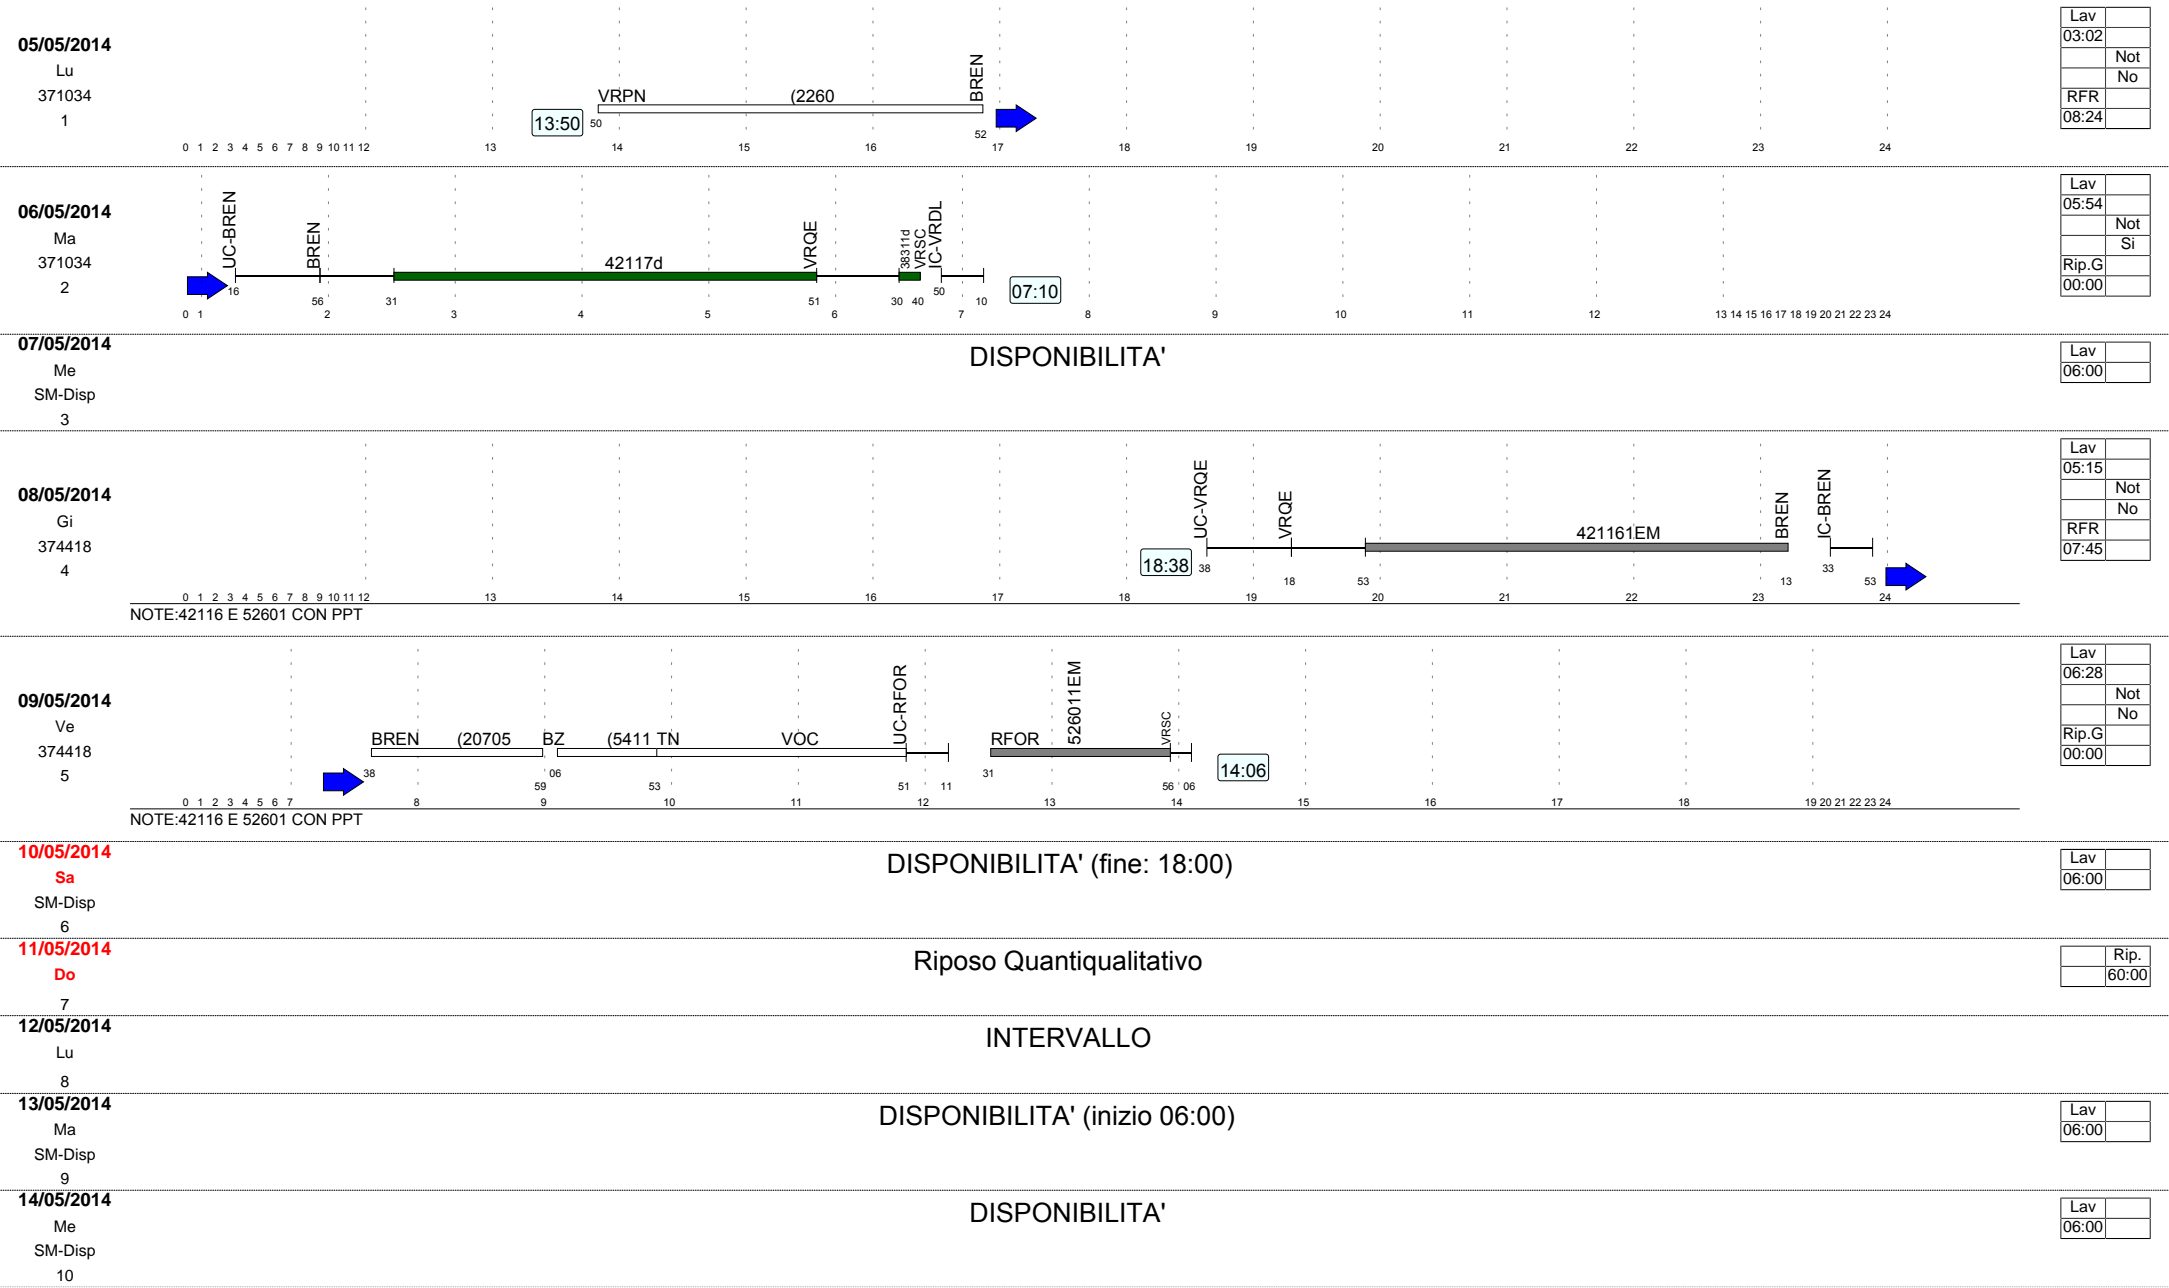 05/05/2014
Lu
371034
1
13:50
VRPN (2260 BREN
50 52
0 1 2 3 4 5 6 7 8 9 10 11 12 13 14 15 16 17 18 19 20 21 22 23 24
Lav
03:02
Not
No
RFR
08:24
06/05/2014
Ma
371034
2
UC-BREN BREN 42117d VRQE 38311d VRSC IC-VRDL
16 56 31 51 30 40 50 10
07:10
0 1 2 3 4 5 6 7 8 9 10 11 12 13 14 15 16 17 18 19 20 21 22 23 24
Lav
05:54
Not
Si
Rip.G
00:00
07/05/2014
Me
SM-Disp
3
DISPONIBILITA'
Lav
06:00
08/05/2014
Gi
374418
4
18:38
UC-VRQE VRQE 421161EM BREN IC-BREN
38 18 53 13 33 53
0 1 2 3 4 5 6 7 8 9 10 11 12 13 14 15 16 17 18 19 20 21 22 23 24
NOTE:42116 E 52601 CON PPT
Lav
05:15
Not
No
RFR
07:45
09/05/2014
Ve
374418
5
BREN (20705 BZ (5411 TN VOC UC-RFOR RFOR 526011EM VRSC
38 59 06 53 51 11 31 56 06
14:06
0 1 2 3 4 5 6 7 8 9 10 11 12 13 14 15 16 17 18 19 20 21 22 23 24
NOTE:42116 E 52601 CON PPT
Lav
06:28
Not
No
Rip.G
00:00
10/05/2014
Sa
SM-Disp
6
DISPONIBILITA' (fine: 18:00)
Lav
06:00
11/05/2014
Do
7
Riposo Quantiqualitativo
Rip.
60:00
12/05/2014
Lu
8
INTERVALLO
13/05/2014
Ma
SM-Disp
9
DISPONIBILITA' (inizio 06:00)
Lav
06:00
14/05/2014
Me
SM-Disp
10
DISPONIBILITA'
Lav
06:00